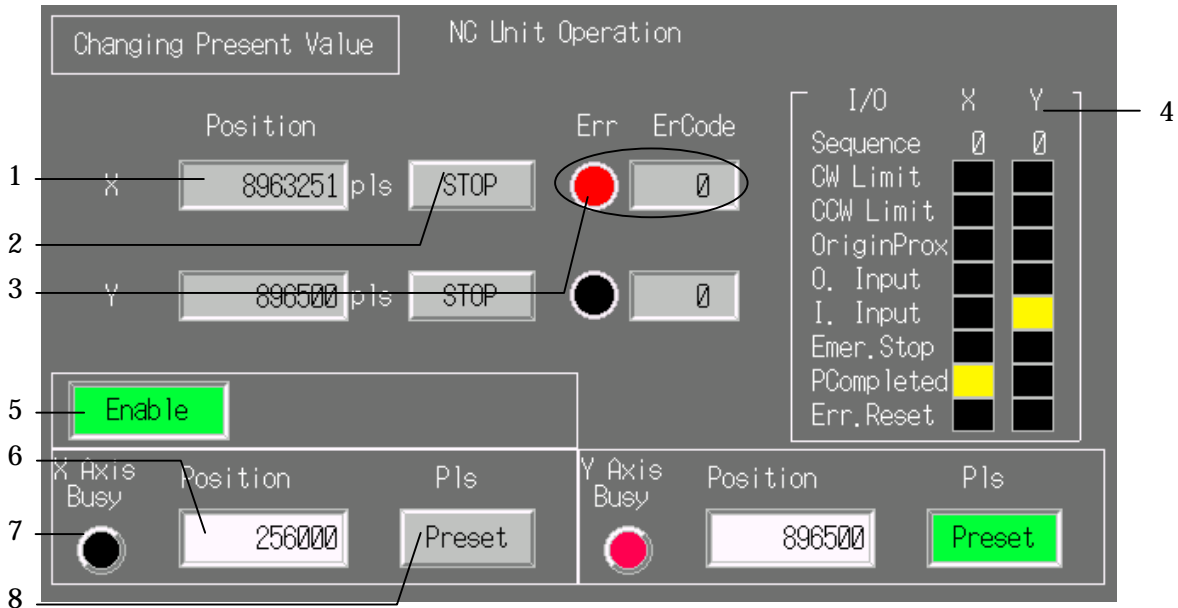 Changing Present Value
NC Unit Operation
Position
Err ErCode
I/O X Y
4
Sequence 0 0
1
X 8963251 pls STOP 0
CW Limit
CCW Limit
2
OriginProx
3
Y 896500 pls STOP 0
O. Input
I. Input
Emer.Stop
PCompleted
Err.Reset
5
Enable
6
X Axis
Busy
Position
Pls
7
256000
Preset
8
Y Axis
Busy
Position
Pls
896500
Preset